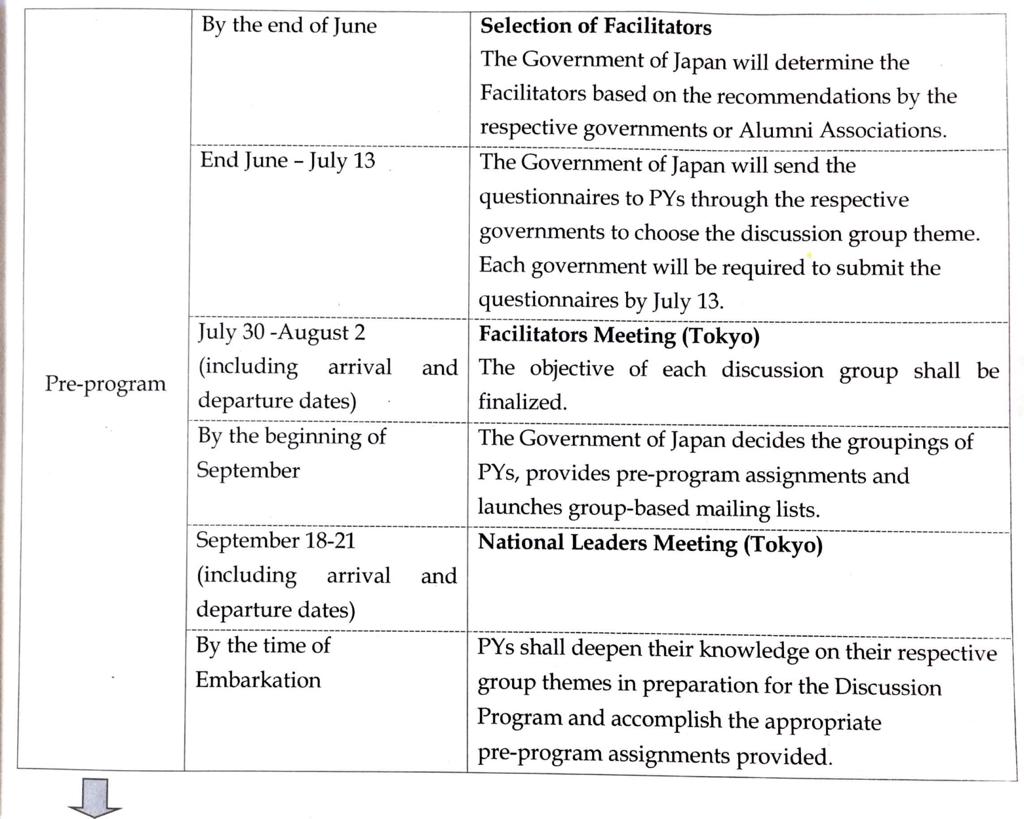 Pre-program
By the end of June
Selection of Facilitators
The Government of Japan will determine the
Facilitators based on the recommendations by the
respective governments or Alumni Associations.
End June – July 13
The Government of Japan will send the
questionnaires to PYs through the respective
governments to choose the discussion group theme.
Each government will be required to submit the
questionnaires by July 13.
July 30 -August 2
(including arrival and
departure dates)
Facilitators Meeting (Tokyo)
The objective of each discussion group shall be
finalized.
By the beginning of
September
The Government of Japan decides the groupings of
PYs, provides pre-program assignments and
launches group-based mailing lists.
September 18-21
(including arrival and
departure dates)
National Leaders Meeting (Tokyo)
By the time of
Embarkation
PYs shall deepen their knowledge on their respective
group themes in preparation for the Discussion
Program and accomplish the appropriate
pre-program assignments provided.